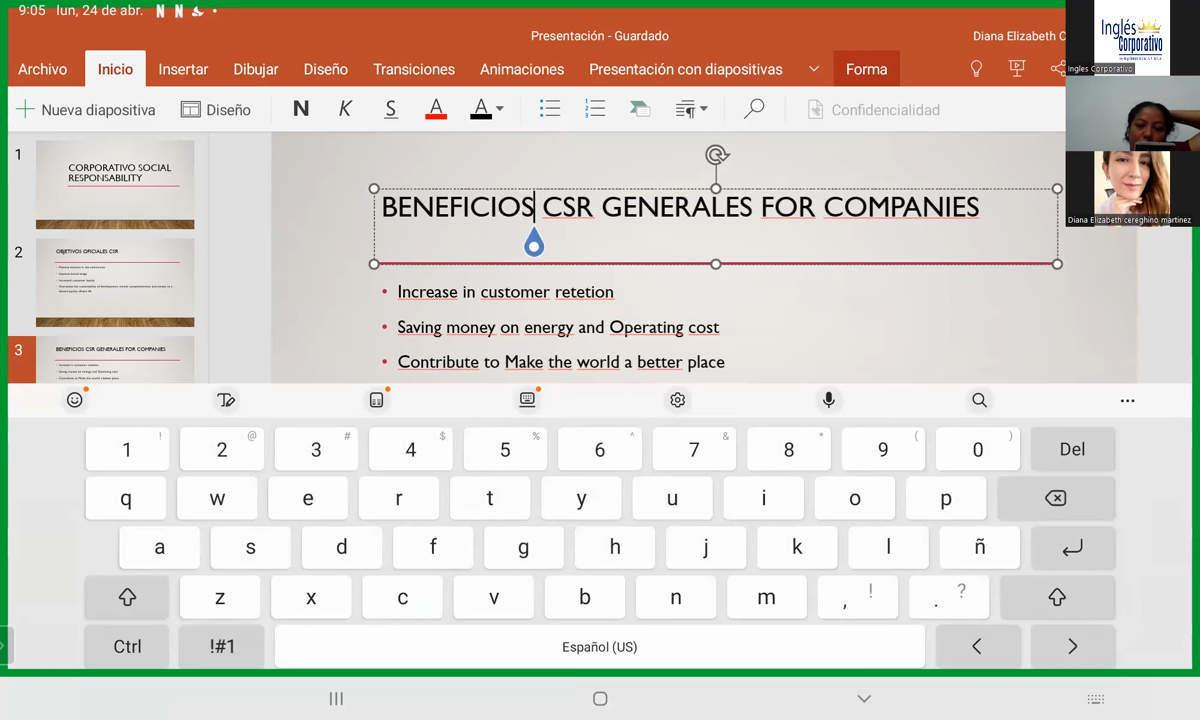 9:05 lun, 24 de abr. N N
Presentación - Guardado
Diana Elizabeth C
Archivo Inicio Insertar Dibujar Diseño Transiciones Animaciones Presentación con diapositivas Forma
Nueva diapositiva Diseño N K S A A Confidencialidad
Inglés
Corporativo
Ingles Corporativo
Diana Elizabeth cereghino martinez
1
CORPORATIVO SOCIAL
RESPONSABILITY
2
OBJETIVOS OFICIALES CSR
3
BENEFICIOS CSR GENERALES FOR COMPANIES
BENEFICIOS CSR GENERALES FOR COMPANIES
• Increase in customer retetion
• Saving money on energy and Operating cost
• Contribute to Make the world a better place
1 ! 2 @ 3 # 4 $ 5 % 6 ^ 7 & 8 * 9 ( 0 ) Del
q w e r t y u i o p
a s d f g h j k l ñ
z x c v b n m , ! . ?
Ctrl !#1 Español (US) < >